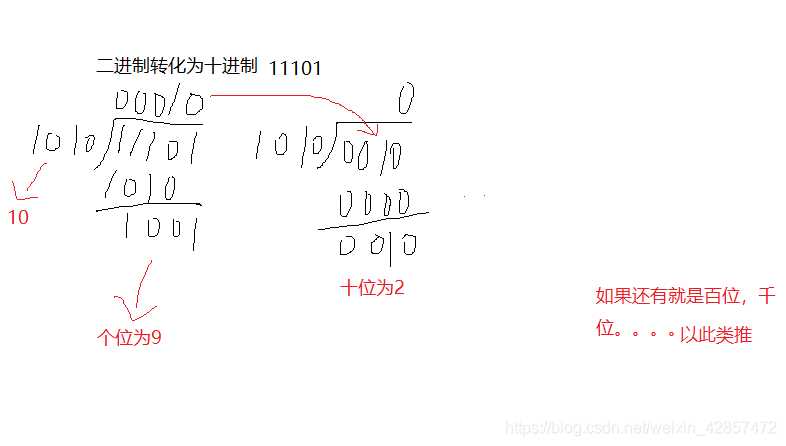 二进制转化为十进制 11101
00010
1010 11101
1010
1001
10
个位为9
0
1010 0010
0000
0010
十位为2
如果还有就是百位，千
位。。。。以此类推
https://blog.csdn.net/weixin_42857472